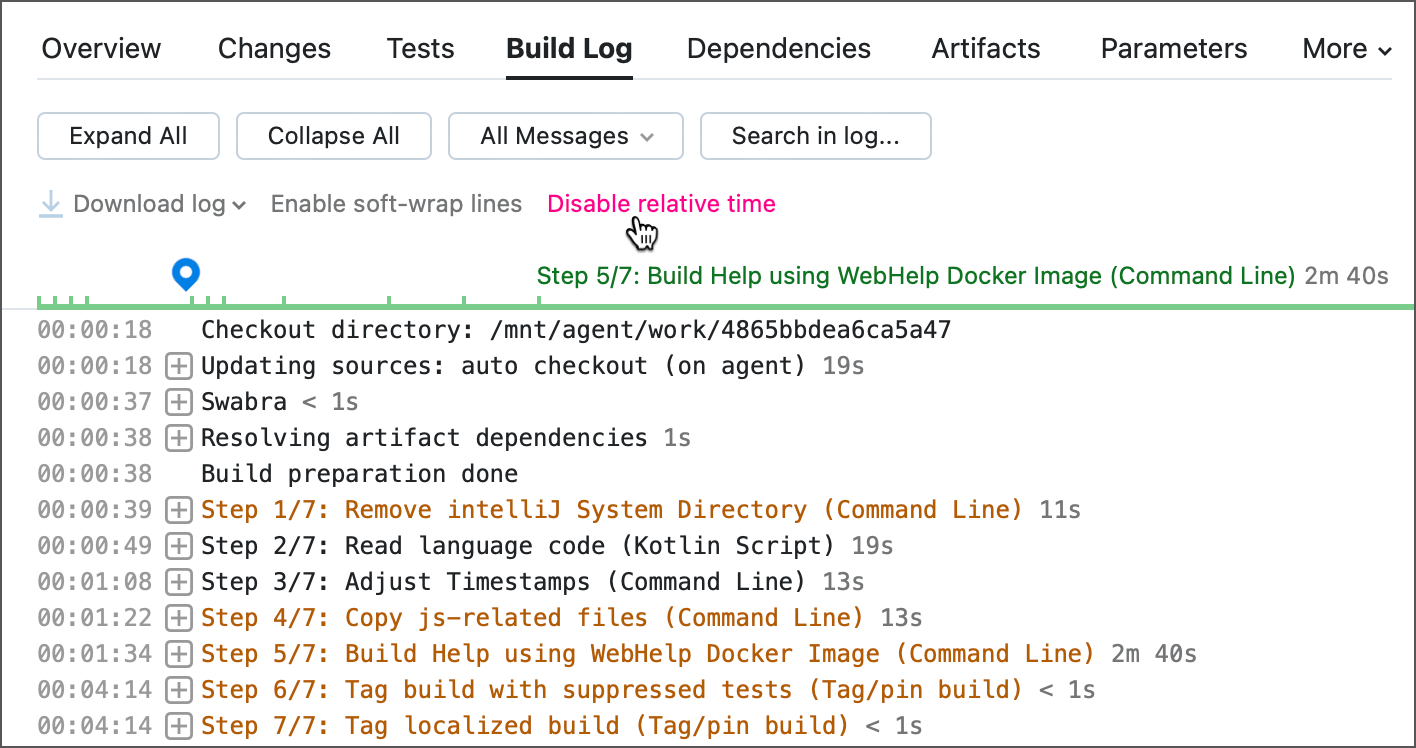 Overview Changes Tests Build Log Dependencies Artifacts Parameters More
Expand All Collapse All All Messages Search in log...
Download log Enable soft-wrap lines Disable relative time
Step 5/7: Build Help using WebHelp Docker Image (Command Line) 2m 40s
00:00:18 Checkout directory: /mnt/agent/work/4865bbdea6ca5a47
00:00:18 Updating sources: auto checkout (on agent) 19s
00:00:37 Swabra < 1s
00:00:38 Resolving artifact dependencies 1s
00:00:38 Build preparation done
00:00:39 Step 1/7: Remove intelliJ System Directory (Command Line) 11s
00:00:49 Step 2/7: Read language code (Kotlin Script) 19s
00:01:08 Step 3/7: Adjust Timestamps (Command Line) 13s
00:01:22 Step 4/7: Copy js-related files (Command Line) 13s
00:01:34 Step 5/7: Build Help using WebHelp Docker Image (Command Line) 2m 40s
00:04:14 Step 6/7: Tag build with suppressed tests (Tag/pin build) < 1s
00:04:14 Step 7/7: Tag localized build (Tag/pin build) < 1s